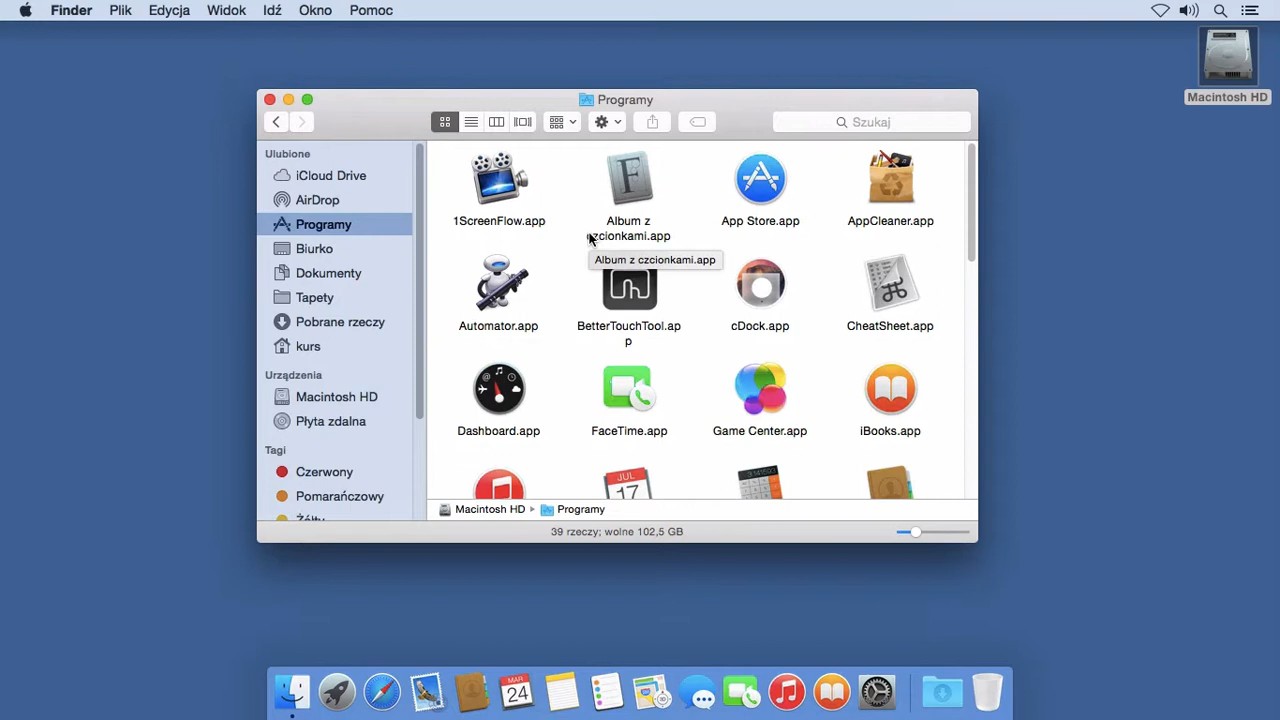 Finder Plik Edycja Widok Idź Okno Pomoc
Macintosh HD
Programy
Szukaj
Ulubione
iCloud Drive
AirDrop
Programy
Biurko
Dokumenty
Tapety
Pobrane rzeczy
kurs
Urządzenia
Macintosh HD
Płyta zdalna
Tagi
Czerwony
Pomarańczowy
Żółty
1ScreenFlow.app
Album z
czcionkami.app
App Store.app
AppCleaner.app
Album z czcionkami.app
Automator.app
BetterTouchTool.ap
p
cDock.app
CheatSheet.app
Dashboard.app
FaceTime.app
Game Center.app
iBooks.app
JUL
17
Macintosh HD Programy
39 rzeczy; wolne 102,5 GB
MAR
24